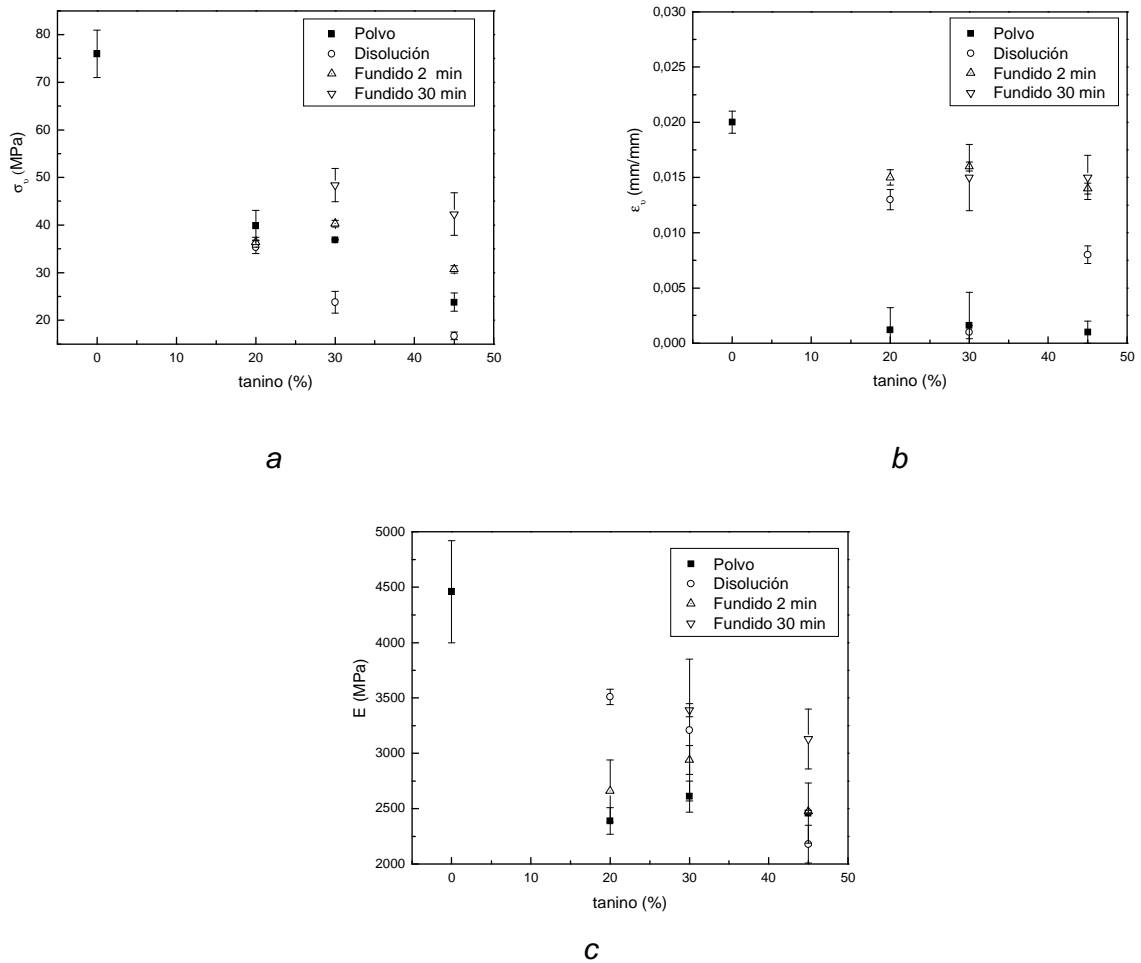 Polvo
Disolución
Fundido 2 min
Fundido 30 min
80
70
60
50
40
30
20
σᵤ (MPa)
0 10 20 30 40 50
tanino (%)
a
0,030
0,025
0,020
0,015
0,010
0,005
0,000
εᵤ (mm/mm)
Polvo
Disolución
Fundido 2 min
Fundido 30 min
0 10 20 30 40 50
tanino (%)
b
5000
4500
4000
3500
3000
2500
2000
E (MPa)
Polvo
Disolución
Fundido 2 min
Fundido 30 min
0 10 20 30 40 50
tanino (%)
c